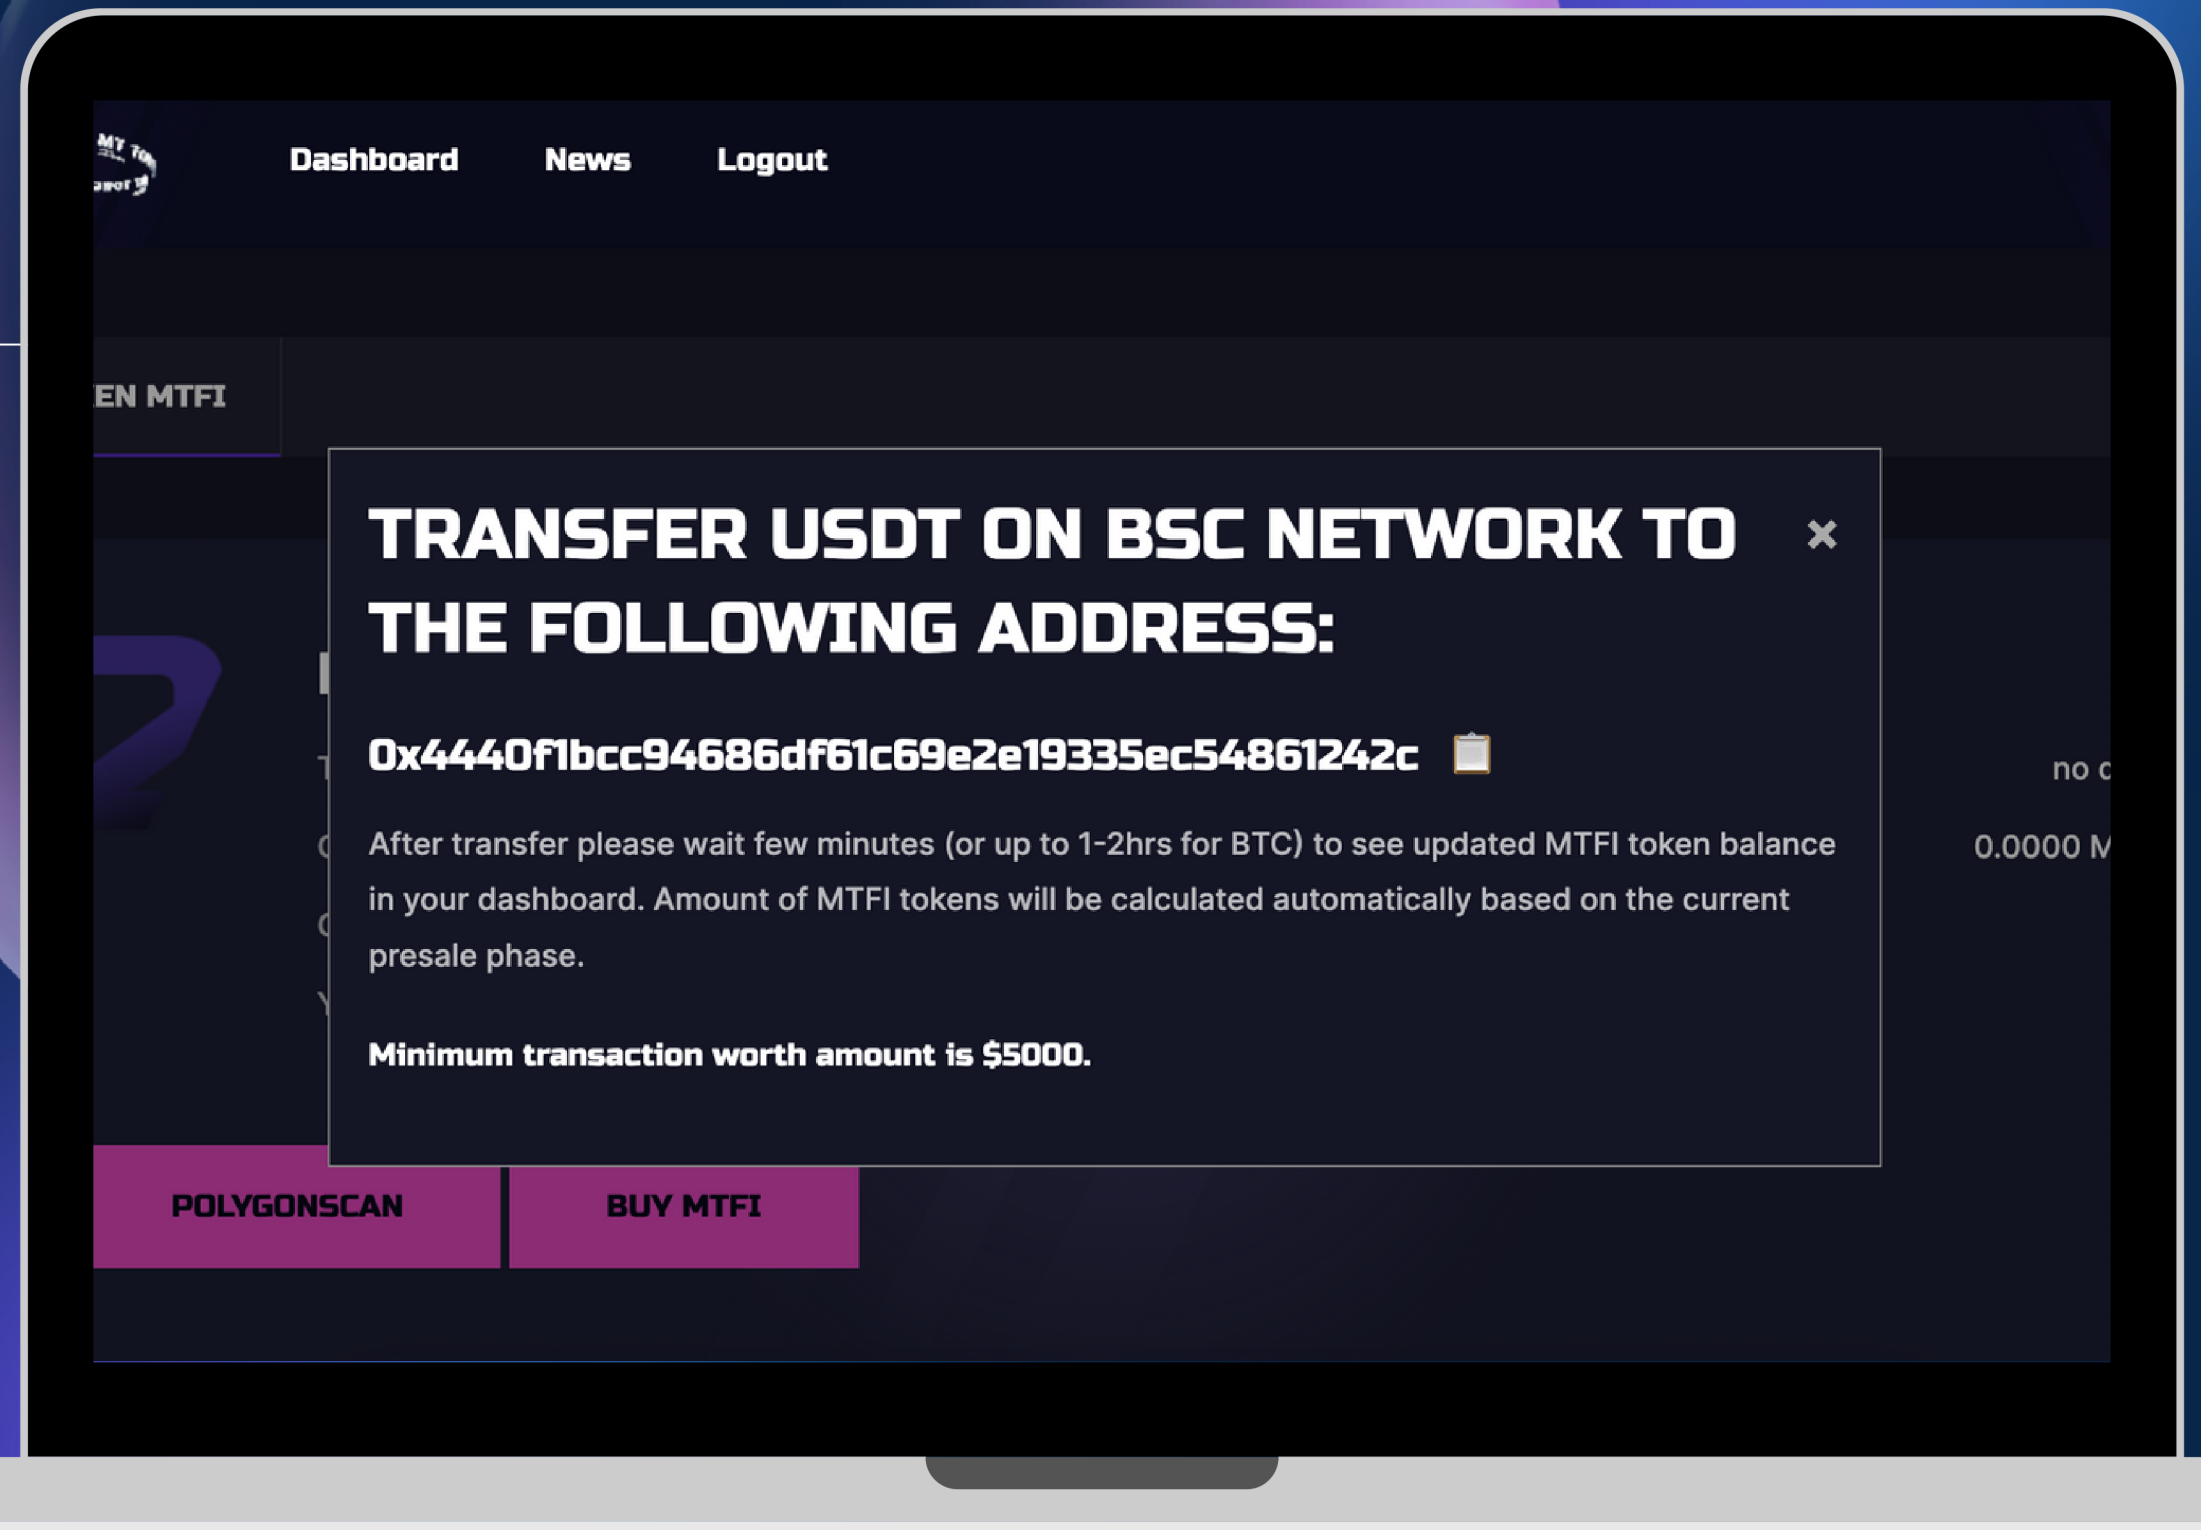 MT TO
Dashboard
News
Logout
EN MTFI
TRANSFER USDT ON BSC NETWORK TO
THE FOLLOWING ADDRESS:
0x4440f1bcc94686df61c69e2e19335ec54861242c
After transfer please wait few minutes (or up to 1-2hrs for BTC) to see updated MTFI token balance
in your dashboard. Amount of MTFI tokens will be calculated automatically based on the current
presale phase.
Minimum transaction worth amount is $5000.
no
0.0000 M
POLYGONSCAN
BUY MTFI